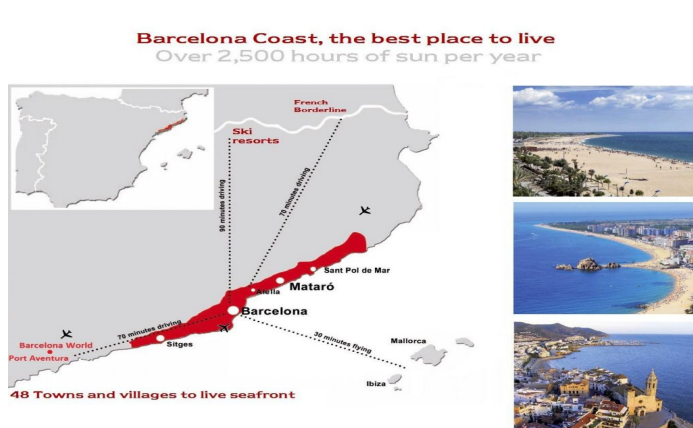 Barcelona Coast, the best place to live
Over 2,500 hours of sun per year
French
Borderline
Ski
resorts
90 minutes driving
70 minutes driving
Sant Pol de Mar
Mataró
Alella
Barcelona
70 minutes driving
30 minutes flying
Barcelona World
Port Aventura
Sitges
Mallorca
Ibiza
48 Towns and villages to live seafront